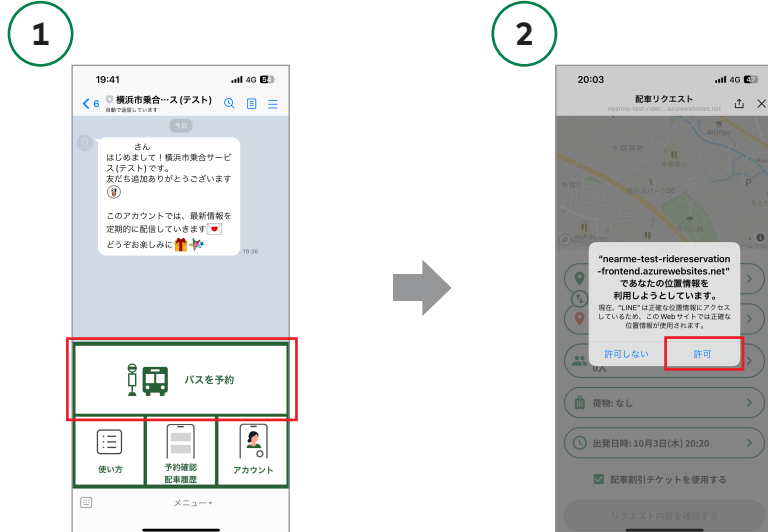 1
19:41
4G
6
横浜市乗合…ス(テスト)
自動で返信しています
今日
さん
はじめまして！横浜市乗合サービ
ス(テスト)です。
友だち追加ありがとうございます
このアカウントでは、最新情報を
定期的に配信していきます
どうぞお楽しみに
19:36
バスを予約
使い方
予約確認
配車履歴
アカウント
メニュー▾
2
20:03
4G
配車リクエスト
nearme-test-rider…azurewebsites.net
今宿南町
"nearme-test-ridereservation
-frontend.azurewebsites.net"
であなたの位置情報を
利用しようとしています。
現在、"LINE"は正確な位置情報にアクセス
しているため、このWebサイトでは正確な
位置情報が使用されます。
許可しない
許可
0人
荷物: なし
出発日時: 10月3日(木) 20:20
配車割引チケットを使用する
リクエスト内容を確認する